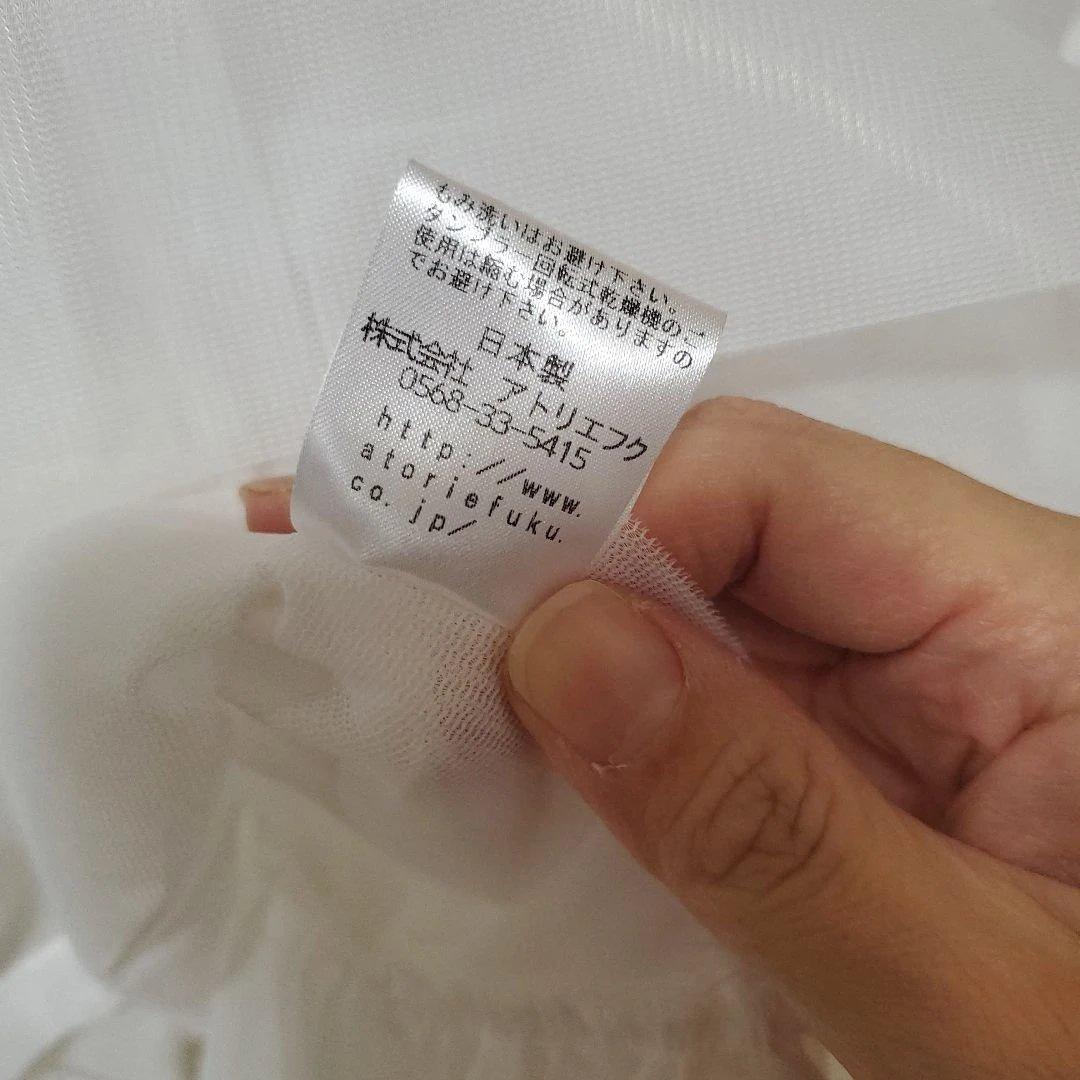 もみ洗いはお避け下さい。
タンブラー回転式乾燥機のご
使用は縮む場合がありますの
でお避け下さい。
日本製
株式会社 アトリエフク
0568-33-5415
http://www.
atoriefuku.
co.jp/